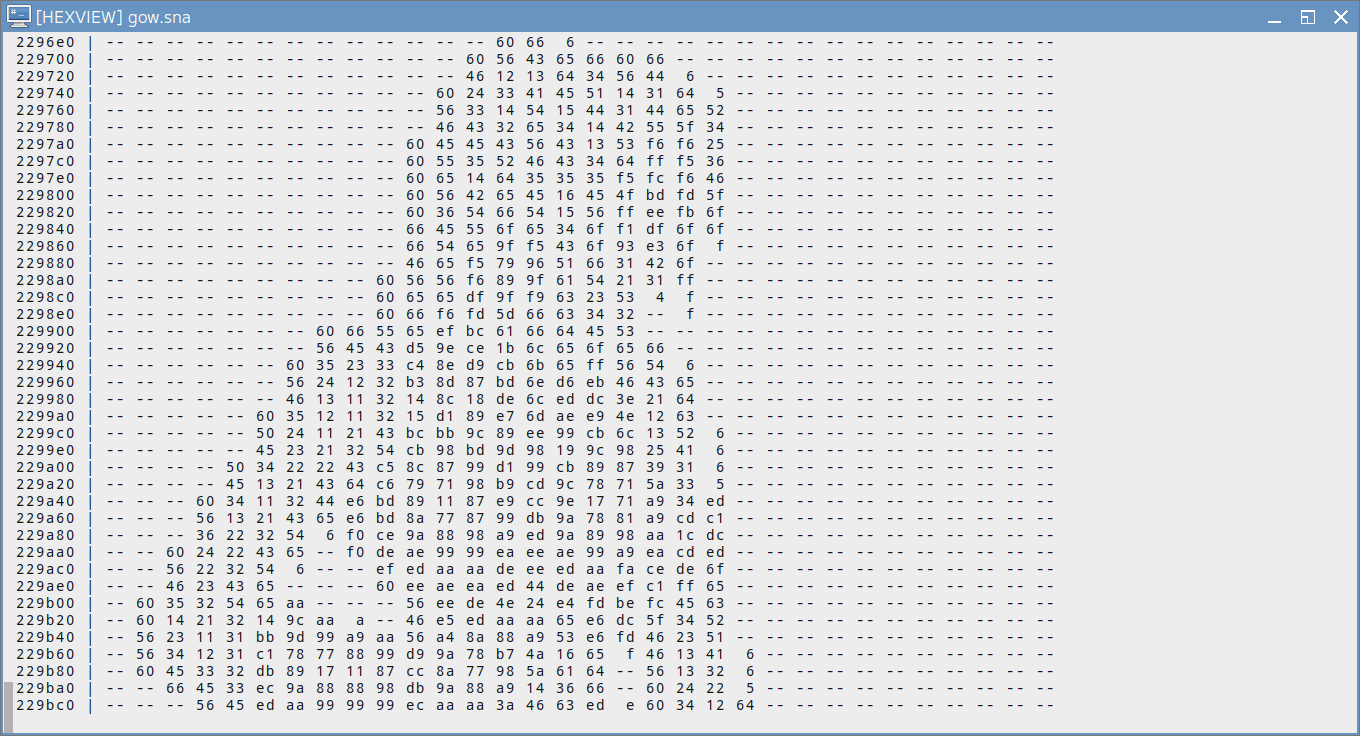 [HEXVIEW] gow.sna
2296e0 | -- -- -- -- -- -- -- -- -- -- -- -- -- 60 66  6 -- -- -- -- -- -- -- -- -- -- -- -- -- -- -- --
229700 | -- -- -- -- -- -- -- -- -- -- -- -- 60 56 43 65 66 60 66 -- -- -- -- -- -- -- -- -- -- -- -- --
229720 | -- -- -- -- -- -- -- -- -- -- -- -- 46 12 13 64 34 56 44  6 -- -- -- -- -- -- -- -- -- -- -- --
229740 | -- -- -- -- -- -- -- -- -- -- -- 60 24 33 41 45 51 14 31 64  5 -- -- -- -- -- -- -- -- -- -- --
229760 | -- -- -- -- -- -- -- -- -- -- -- 56 33 14 54 15 44 31 44 65 52 -- -- -- -- -- -- -- -- -- -- --
229780 | -- -- -- -- -- -- -- -- -- -- -- 46 43 32 65 34 14 42 55 5f 34 -- -- -- -- -- -- -- -- -- -- --
2297a0 | -- -- -- -- -- -- -- -- -- -- 60 45 45 43 56 43 13 53 f6 f6 25 -- -- -- -- -- -- -- -- -- -- --
2297c0 | -- -- -- -- -- -- -- -- -- -- 60 55 35 52 46 43 34 64 ff f5 36 -- -- -- -- -- -- -- -- -- -- --
2297e0 | -- -- -- -- -- -- -- -- -- -- 60 65 14 64 35 35 35 f5 fc f6 46 -- -- -- -- -- -- -- -- -- -- --
229800 | -- -- -- -- -- -- -- -- -- -- 60 56 42 65 45 16 45 4f bd fd 5f -- -- -- -- -- -- -- -- -- -- --
229820 | -- -- -- -- -- -- -- -- -- -- 60 36 54 66 54 15 56 ff ee fb 6f -- -- -- -- -- -- -- -- -- -- --
229840 | -- -- -- -- -- -- -- -- -- -- 66 45 55 6f 65 34 6f f1 df 6f 6f -- -- -- -- -- -- -- -- -- -- --
229860 | -- -- -- -- -- -- -- -- -- -- 66 54 65 9f f5 43 6f 93 e3 6f  f -- -- -- -- -- -- -- -- -- -- --
229880 | -- -- -- -- -- -- -- -- -- -- 46 65 f5 79 96 51 66 31 42 6f -- -- -- -- -- -- -- -- -- -- -- --
2298a0 | -- -- -- -- -- -- -- -- -- 60 56 56 f6 89 9f 61 54 21 31 ff -- -- -- -- -- -- -- -- -- -- -- --
2298c0 | -- -- -- -- -- -- -- -- -- 60 65 65 df 9f f9 63 23 53  4  f -- -- -- -- -- -- -- -- -- -- -- --
2298e0 | -- -- -- -- -- -- -- -- -- 60 66 f6 fd 5d 66 63 34 32 --  f -- -- -- -- -- -- -- -- -- -- -- --
229900 | -- -- -- -- -- -- -- 60 66 55 65 ef bc 61 66 64 45 53 -- -- -- -- -- -- -- -- -- -- -- -- -- --
229920 | -- -- -- -- -- -- -- 56 45 43 d5 9e ce 1b 6c 65 6f 65 66 -- -- -- -- -- -- -- -- -- -- -- -- --
229940 | -- -- -- -- -- -- 60 35 23 33 c4 8e d9 cb 6b 65 ff 56 54  6 -- -- -- -- -- -- -- -- -- -- -- --
229960 | -- -- -- -- -- -- 56 24 12 32 b3 8d 87 bd 6e d6 eb 46 43 65 -- -- -- -- -- -- -- -- -- -- -- --
229980 | -- -- -- -- -- -- 46 13 11 32 14 8c 18 de 6c ed dc 3e 21 64 -- -- -- -- -- -- -- -- -- -- -- --
2299a0 | -- -- -- -- -- 60 35 12 11 32 15 d1 89 e7 6d ae e9 4e 12 63 -- -- -- -- -- -- -- -- -- -- -- --
2299c0 | -- -- -- -- -- 50 24 11 21 43 bc bb 9c 89 ee 99 cb 6c 13 52  6 -- -- -- -- -- -- -- -- -- -- --
2299e0 | -- -- -- -- -- 45 23 21 32 54 cb 98 bd 9d 98 19 9c 98 25 41  6 -- -- -- -- -- -- -- -- -- -- --
229a00 | -- -- -- -- 50 34 22 22 43 c5 8c 87 99 d1 99 cb 89 87 39 31  6 -- -- -- -- -- -- -- -- -- -- --
229a20 | -- -- -- -- 45 13 21 43 64 c6 79 71 98 b9 cd 9c 78 71 5a 33  5 -- -- -- -- -- -- -- -- -- -- --
229a40 | -- -- -- 60 34 11 32 44 e6 bd 89 11 87 e9 cc 9e 17 71 a9 34 ed -- -- -- -- -- -- -- -- -- -- --
229a60 | -- -- -- 56 13 21 43 65 e6 bd 8a 77 87 99 db 9a 78 81 a9 cd c1 -- -- -- -- -- -- -- -- -- -- --
229a80 | -- -- -- 36 22 32 54  6 f0 ce 9a 88 98 a9 ed 9a 89 98 aa 1c dc -- -- -- -- -- -- -- -- -- -- --
229aa0 | -- -- 60 24 22 43 65 -- f0 de ae 99 99 ea ee ae 99 a9 ea cd ed -- -- -- -- -- -- -- -- -- -- --
229ac0 | -- -- 56 22 32 54  6 -- -- ef ed aa aa de ee ed aa fa ce de 6f -- -- -- -- -- -- -- -- -- -- --
229ae0 | -- -- 46 23 43 65 -- -- -- 60 ee ae ea ed 44 de ae ef c1 ff 65 -- -- -- -- -- -- -- -- -- -- --
229b00 | -- 60 35 32 54 65 aa -- -- -- 56 ee de 4e 24 e4 fd be fc 45 63 -- -- -- -- -- -- -- -- -- -- --
229b20 | -- 60 14 21 32 14 9c aa  a -- 46 e5 ed aa aa 65 e6 dc 5f 34 52 -- -- -- -- -- -- -- -- -- -- --
229b40 | -- 56 23 11 31 bb 9d 99 a9 aa 56 a4 8a 88 a9 53 e6 fd 46 23 51 -- -- -- -- -- -- -- -- -- -- --
229b60 | -- 56 34 12 31 c1 78 77 88 99 d9 9a 78 b7 4a 16 65  f 46 13 41  6 -- -- -- -- -- -- -- -- -- --
229b80 | -- 60 45 33 32 db 89 17 11 87 cc 8a 77 98 5a 61 64 -- 56 13 32  6 -- -- -- -- -- -- -- -- -- --
229ba0 | -- -- 66 45 33 ec 9a 88 88 98 db 9a 88 a9 14 36 66 -- 60 24 22  5 -- -- -- -- -- -- -- -- -- --
229bc0 | -- -- -- 56 45 ed aa 99 99 99 ec aa aa 3a 46 63 ed  e 60 34 12 64 -- -- -- -- -- -- -- -- -- --